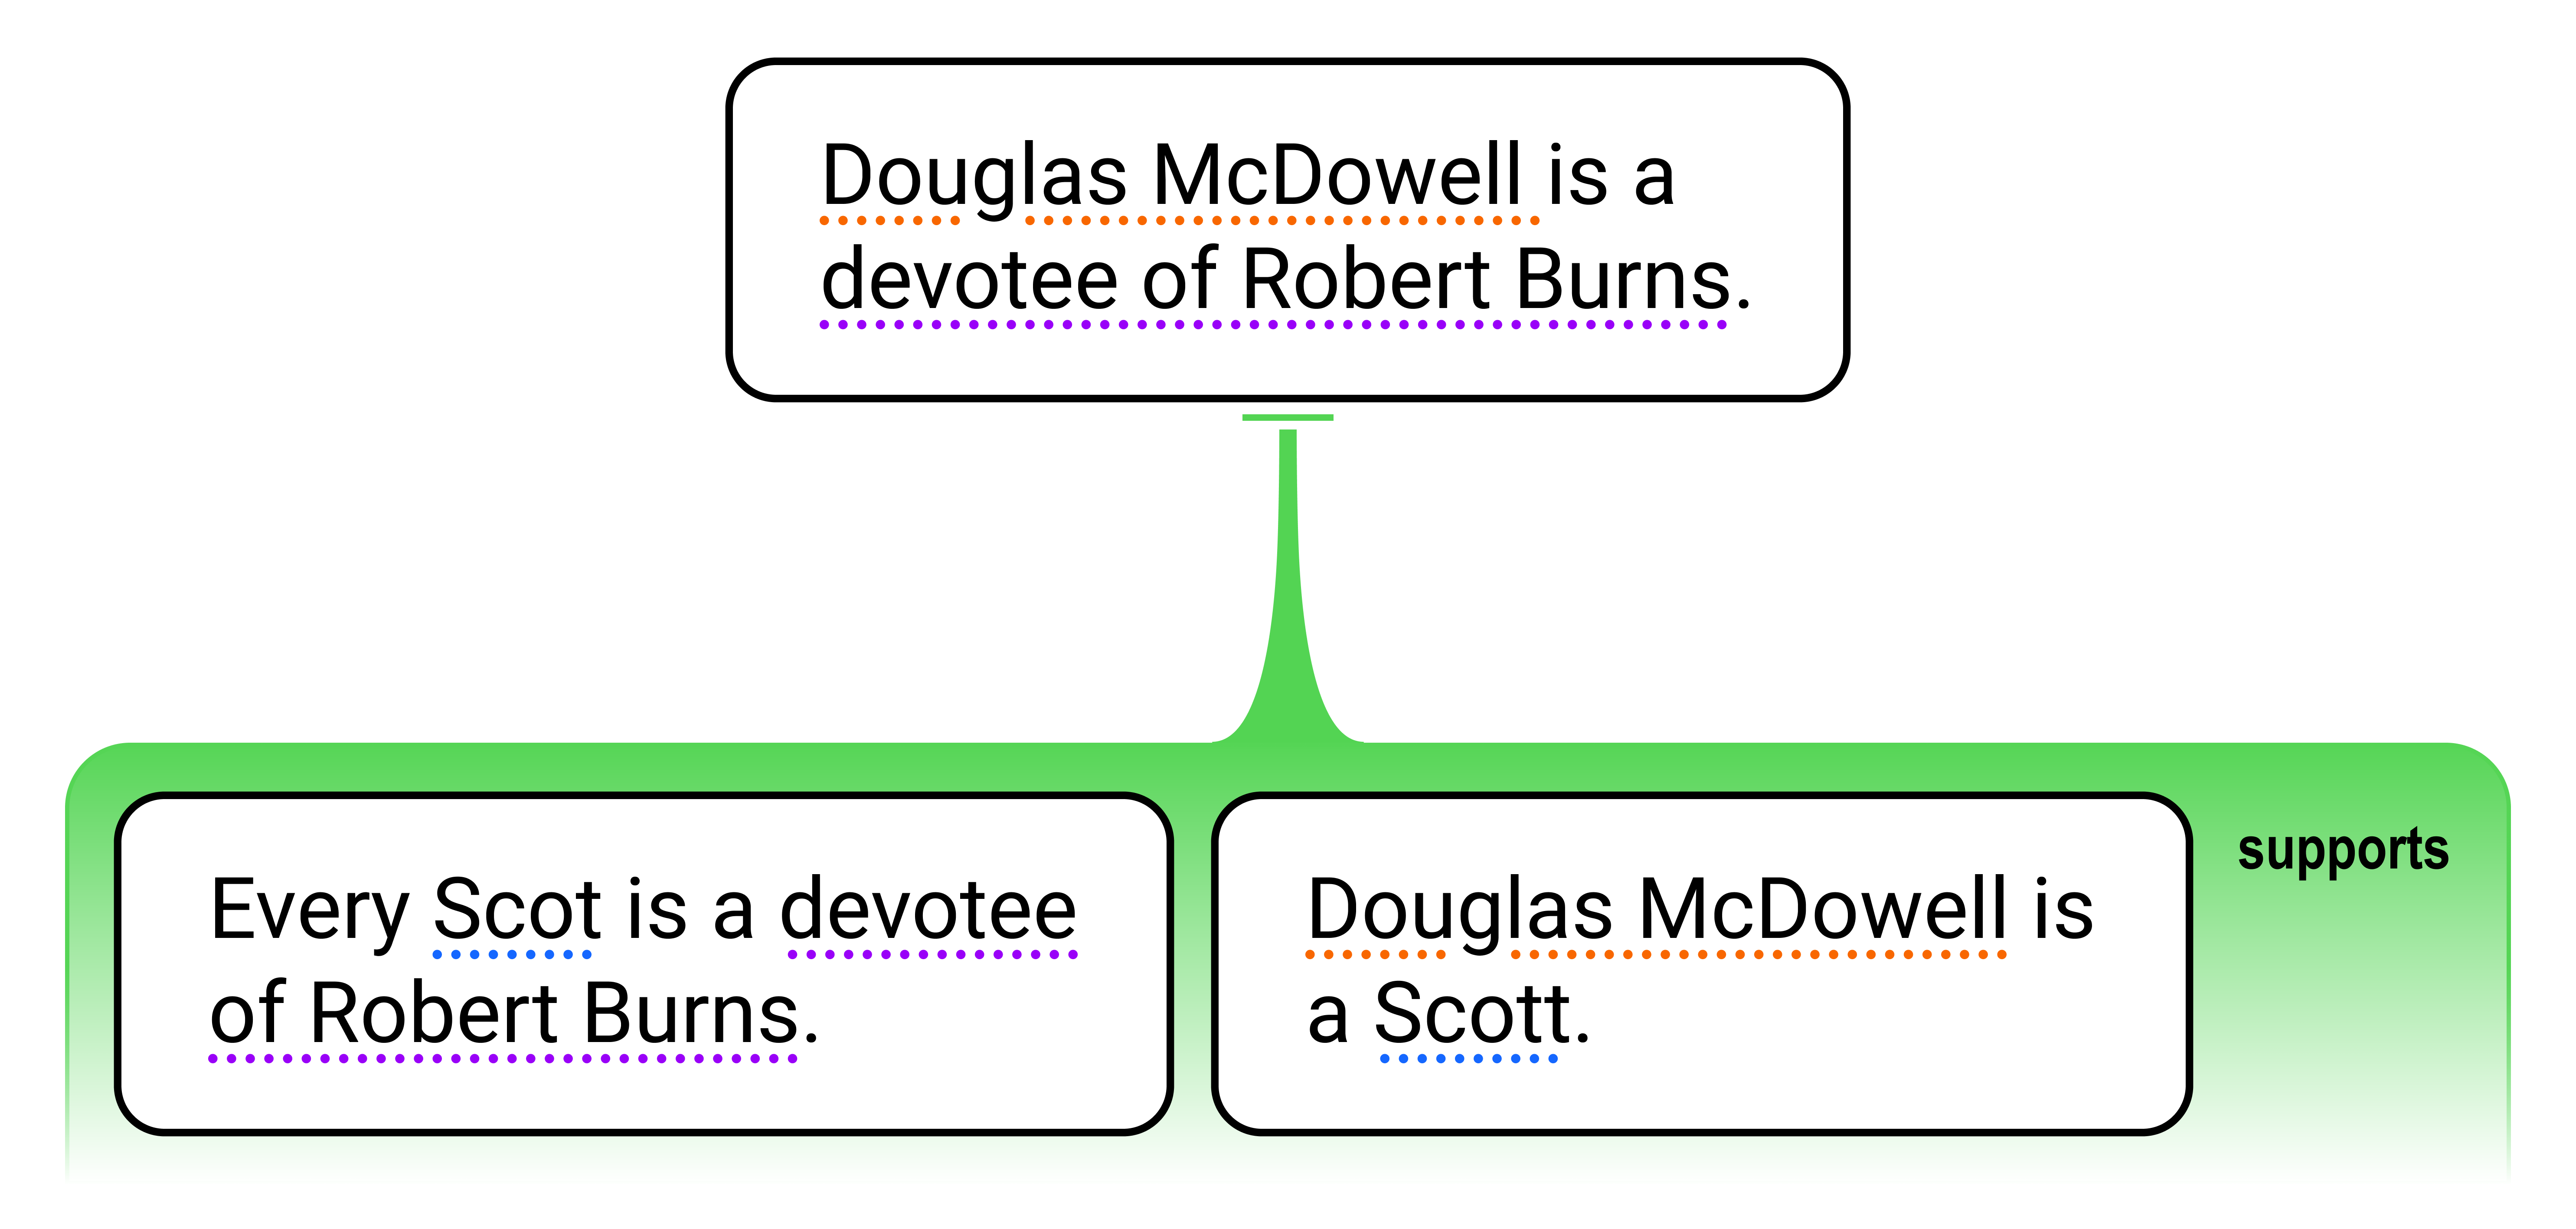 Douglas McDowell is a
devotee of Robert Burns.
supports
Every Scot is a devotee
of Robert Burns.
Douglas McDowell is
a Scott.